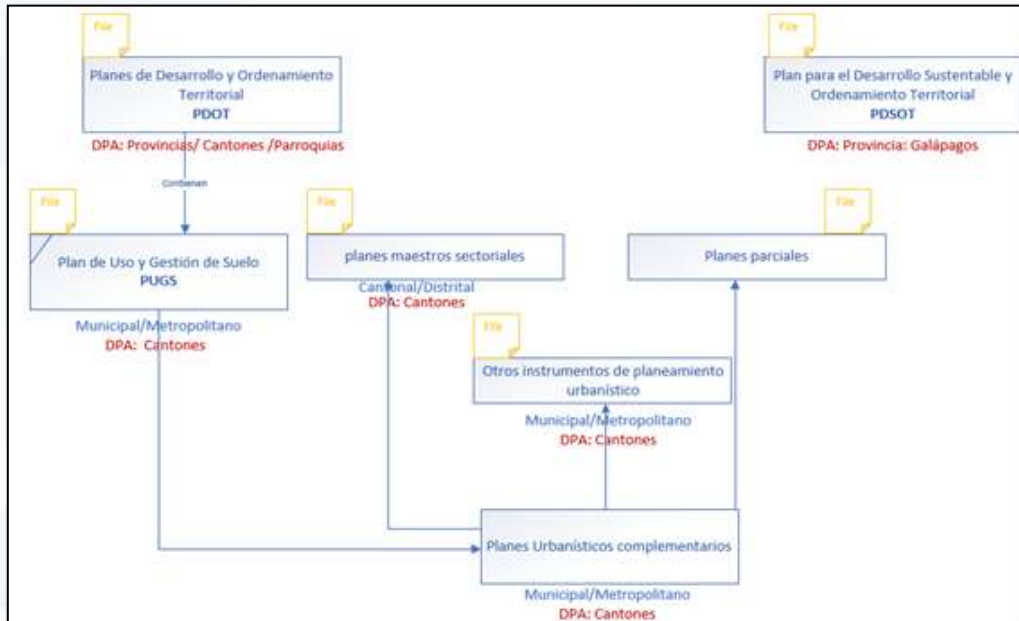 File
Planes de Desarrollo y Ordenamiento
Territorial
PDOT
DPA: Provincias/ Cantones /Parroquias
File
Plan para el Desarrollo Sustentable y
Ordenamiento Territorial
PDSOT
DPA: Provincia: Galápagos
Contienen
File
Plan de Uso y Gestión de Suelo
PUGS
Municipal/Metropolitano
DPA: Cantones
File
planes maestros sectoriales
Cantonal/Distrital
DPA: Cantones
File
Planes parciales
File
Otros instrumentos de planeamiento
urbanístico
Municipal/Metropolitano
DPA: Cantones
Planes Urbanísticos complementarios
Municipal/Metropolitano
DPA: Cantones